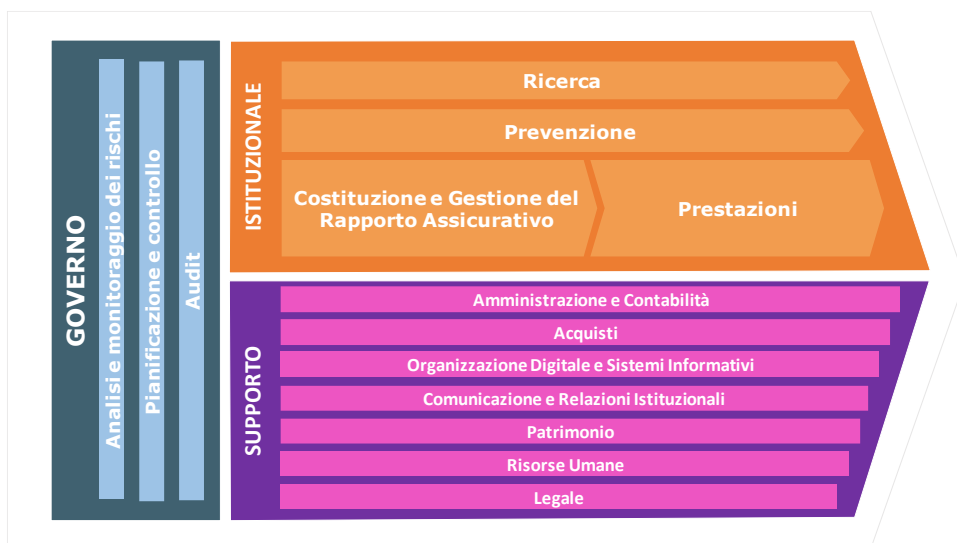 GOVERNO
Analisi e monitoraggio dei rischi
Pianificazione e controllo
Audit
ISTITUZIONALE
Ricerca
Prevenzione
Costituzione e Gestione del
Rapporto Assicurativo
Prestazioni
SUPPORTO
Amministrazione e Contabilità
Acquisti
Organizzazione Digitale e Sistemi Informativi
Comunicazione e Relazioni Istituzionali
Patrimonio
Risorse Umane
Legale